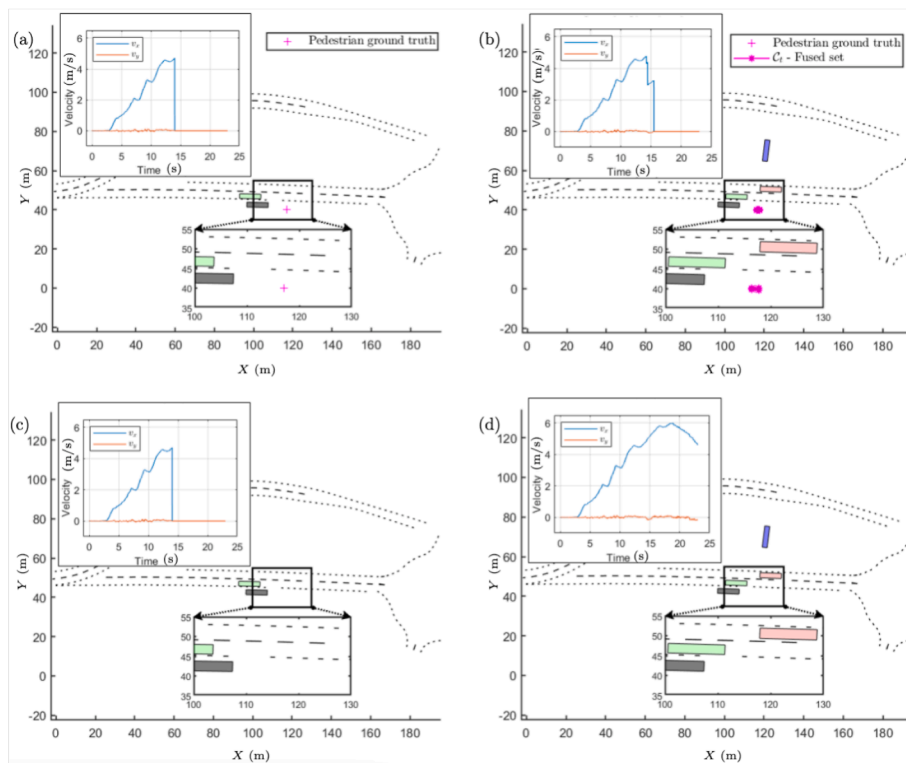 (a)
v_x
v_y
Velocity (m/s)
6
4
2
0
0 5 10 15 20 25
Time (s)
Pedestrian ground truth
Y (m)
120
100
80
60
40
20
0
-20
55
50
45
40
35
100 110 120 130
0 20 40 60 80 100 120 140 160 180
X (m)
(b)
v_x
v_y
Velocity (m/s)
6
4
2
0
0 5 10 15 20 25
Time (s)
Pedestrian ground truth
𝒞_t - Fused set
Y (m)
120
100
80
60
40
20
0
-20
55
50
45
40
35
100 110 120 130
0 20 40 60 80 100 120 140 160 180
X (m)
(c)
v_x
v_y
Velocity (m/s)
6
4
2
0
0 5 10 15 20 25
Time (s)
Y (m)
120
100
80
60
40
20
0
-20
55
50
45
40
35
100 110 120 130
0 20 40 60 80 100 120 140 160 180
X (m)
(d)
v_x
v_y
Velocity (m/s)
6
4
2
0
0 5 10 15 20 25
Time (s)
Y (m)
120
100
80
60
40
20
0
-20
55
50
45
40
35
100 110 120 130
0 20 40 60 80 100 120 140 160 180
X (m)